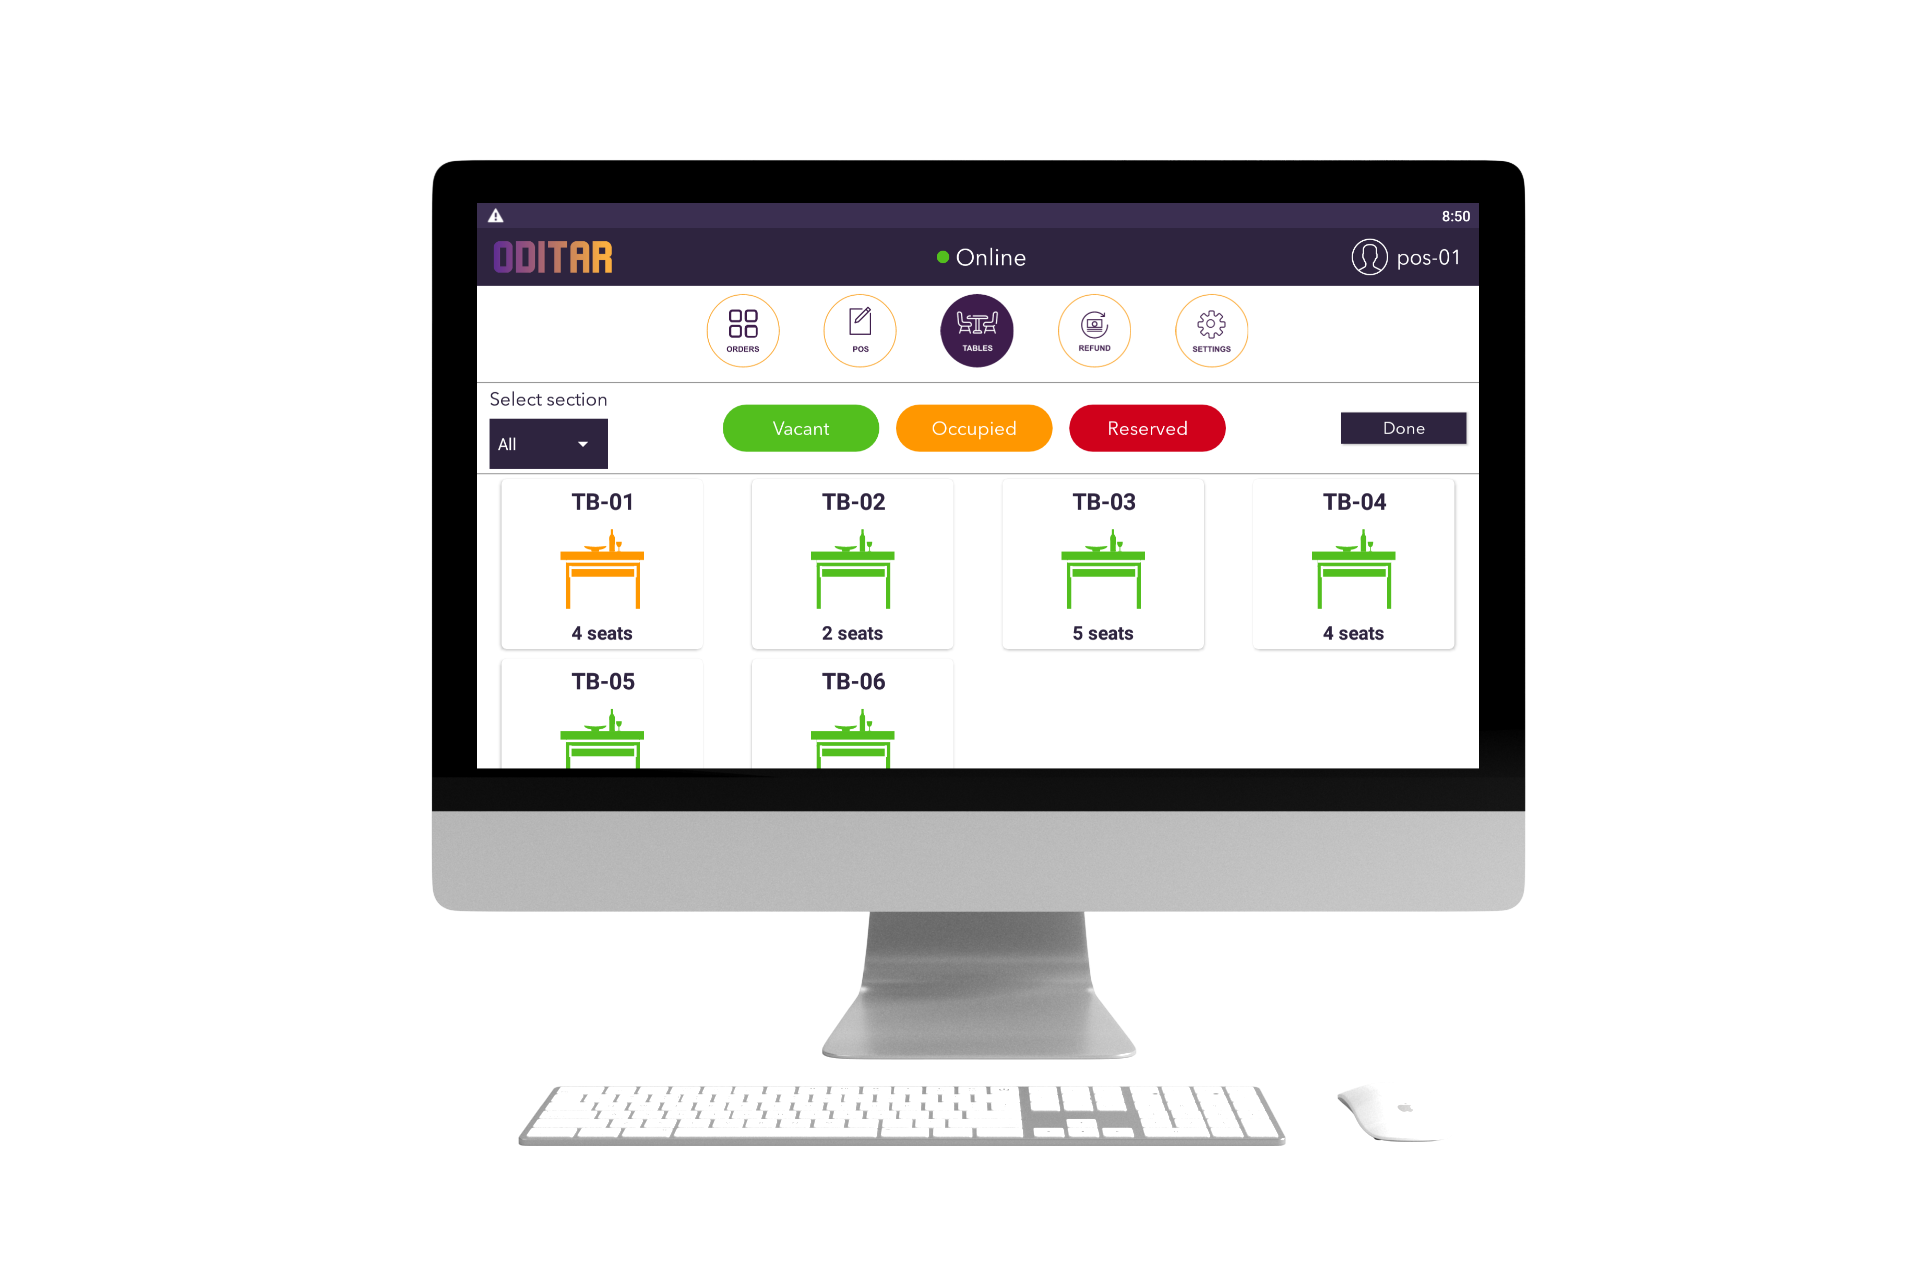 8:50
ODITAR
Online
pos-01
ORDERS
POS
TABLES
REFUND
SETTINGS
Select section
All
Vacant
Occupied
Reserved
Done
TB-01
TB-02
TB-03
TB-04
4 seats
2 seats
5 seats
4 seats
TB-05
TB-06